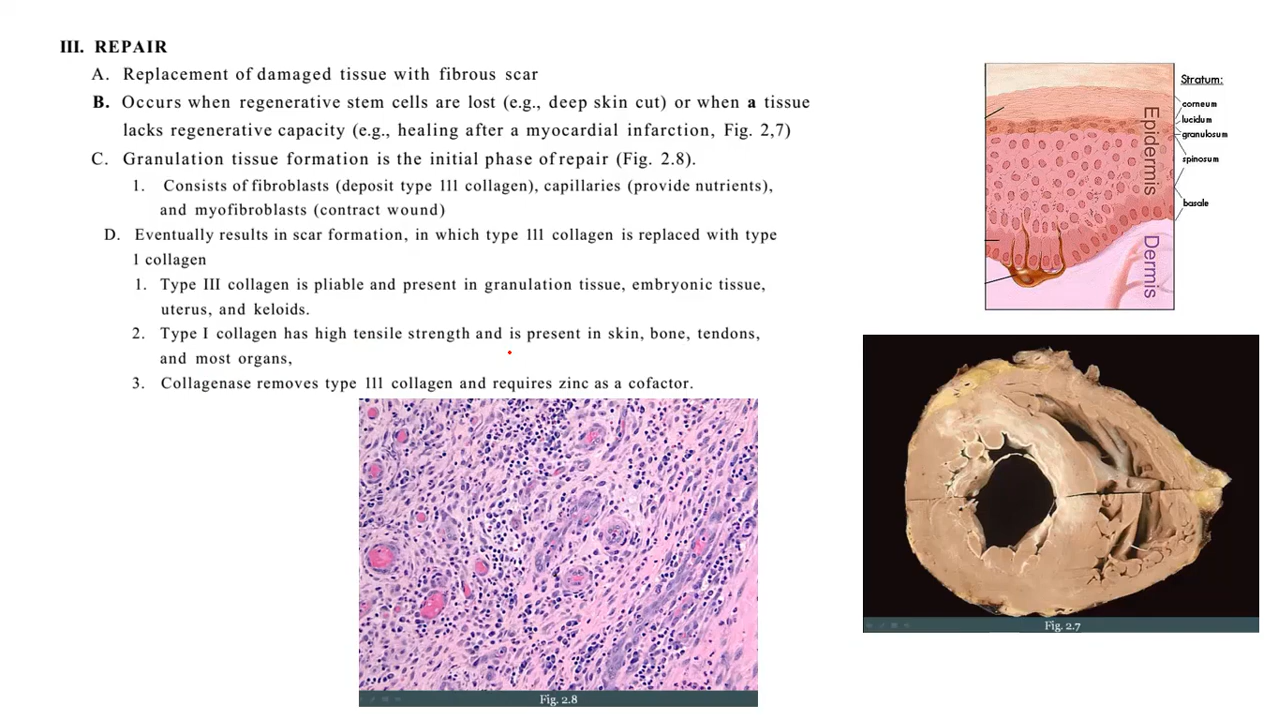 III. REPAIR
A. Replacement of damaged tissue with fibrous scar
B. Occurs when regenerative stem cells are lost (e.g., deep skin cut) or when a tissue
lacks regenerative capacity (e.g., healing after a myocardial infarction, Fig. 2,7)
C. Granulation tissue formation is the initial phase of repair (Fig. 2.8).
1. Consists of fibroblasts (deposit type 111 collagen), capillaries (provide nutrients),
and myofibroblasts (contract wound)
D. Eventually results in scar formation, in which type 111 collagen is replaced with type
1 collagen
1. Type III collagen is pliable and present in granulation tissue, embryonic tissue,
uterus, and keloids.
2. Type I collagen has high tensile strength and is present in skin, bone, tendons,
and most organs,
3. Collagenase removes type 111 collagen and requires zinc as a cofactor.
Fig. 2.8
Stratum:
corneum
lucidum
granulosum
spinosum
basale
Epidermis
Dermis
Fig. 2.7